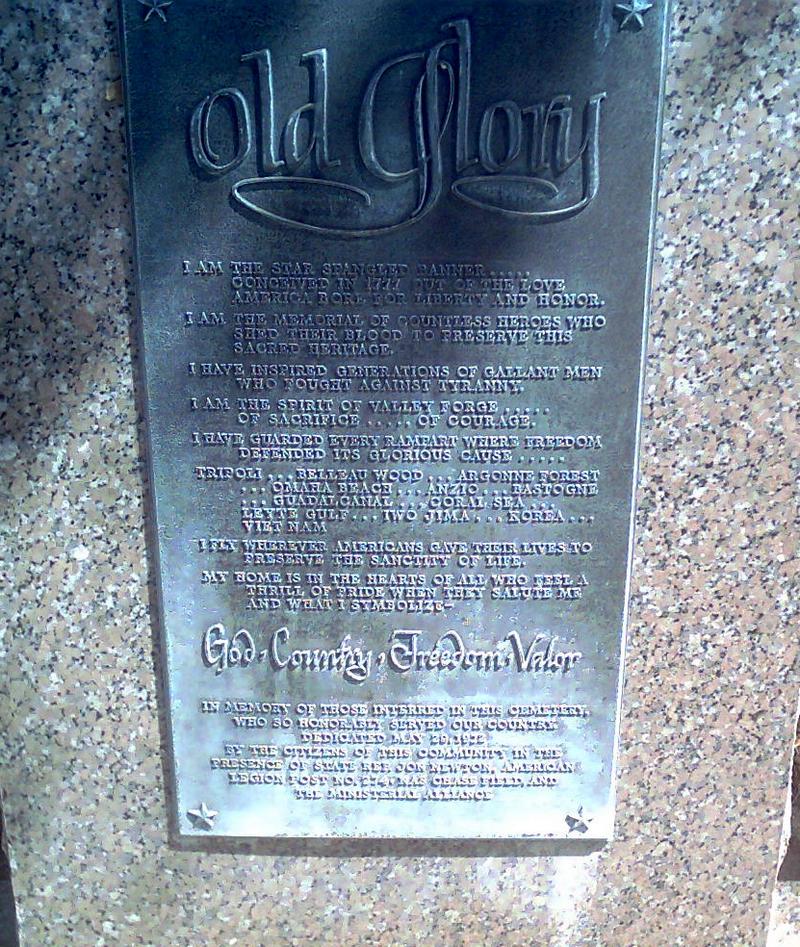 old Glory
I AM THE STAR SPANGLED BANNER .....
CONCEIVED IN 1777 OUT OF THE LOVE
AMERICA BORE FOR LIBERTY AND HONOR.
I AM THE MEMORIAL OF COUNTLESS HEROES WHO
SHED THEIR BLOOD TO PRESERVE THIS
SACRED HERITAGE.
I HAVE INSPIRED GENERATIONS OF GALLANT MEN
WHO FOUGHT AGAINST TYRANNY.
I AM THE SPIRIT OF VALLEY FORGE .....
OF SACRIFICE ..... OF COURAGE.
I HAVE GUARDED EVERY RAMPART WHERE FREEDOM
DEFENDED ITS GLORIOUS CAUSE .....
TRIPOLI ... BELLEAU WOOD ... ARGONNE FOREST
... OMAHA BEACH ... ANZIO ... BASTOGNE
... GUADALCANAL ... CORAL SEA ...
LEYTE GULF ... IWO JIMA ... KOREA ...
VIET NAM
I FLY WHEREVER AMERICANS GAVE THEIR LIVES TO
PRESERVE THE SANCTITY OF LIFE.
MY HOME IS IN THE HEARTS OF ALL WHO FEEL A
THRILL OF PRIDE WHEN THEY SALUTE ME
AND WHAT I SYMBOLIZE—
God · Country · Freedom · Valor
IN MEMORY OF THOSE INTERRED IN THIS CEMETERY,
WHO SO HONORABLY SERVED OUR COUNTRY
DEDICATED MAY 29, 1972
BY THE CITIZENS OF THIS COMMUNITY IN THE
PRESENCE OF STATE REP. JON NEWTON, AMERICAN
LEGION POST NO. 274, NAS CHASE FIELD, AND
THE MINISTERIAL ALLIANCE